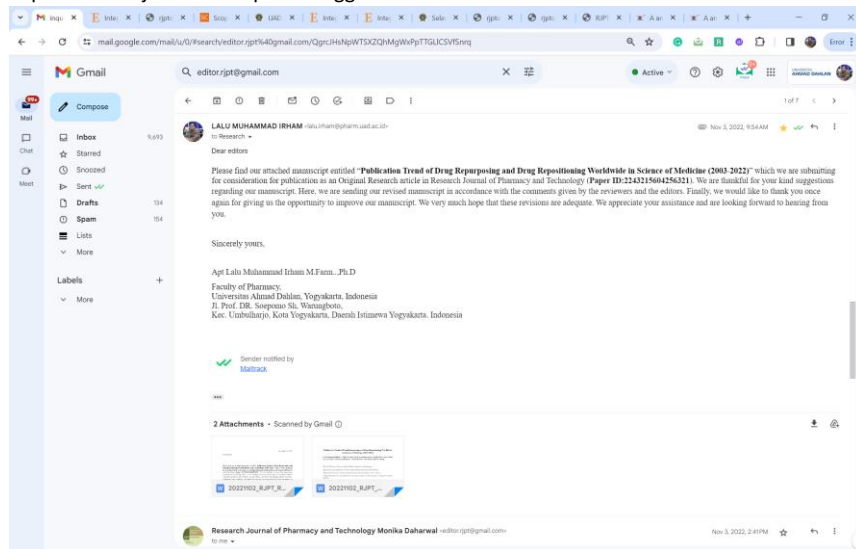 mail.google.com/mail/u/0/#search/editor.rjpt%40gmail.com/QgrcJHsNpWTSXZQhMgWxPpTTGLlCSVfSnrq
Error
Gmail
editor.rjpt@gmail.com
Active
99+
Mail
Compose
1 of 7
Chat
Meet
Inbox 9,693
Starred
Snoozed
Sent
Drafts 134
Spam 154
Lists
More
Labels
More
LALU MUHAMMAD IRHAM <lalu.irham@pharm.uad.ac.id>
Nov 3, 2022, 9:54 AM
to Research
Dear editors
Please find our attached manuscript entitled “Publication Trend of Drug Repurposing and Drug Repositioning Worldwide in Science of Medicine (2003-2022)” which we are submitting
for consideration for publication as an Original Research article in Research Journal of Pharmacy and Technology (Paper ID:2243215604256321). We are thankful for your kind suggestions
regarding our manuscript. Here, we are sending our revised manuscript in accordance with the comments given by the reviewers and the editors. Finally, we would like to thank you once
again for giving us the opportunity to improve our manuscript. We very much hope that these revisions are adequate. We appreciate your assistance and are looking forward to hearing from
you.
Sincerely yours,
Apt Lalu Muhammad Irham M.Farm., Ph.D
Faculty of Pharmacy,
Universitas Ahmad Dahlan, Yogyakarta, Indonesia
Jl. Prof. DR. Soepomo Sh, Warungboto,
Kec. Umbulharjo, Kota Yogyakarta, Daerah Istimewa Yogyakarta. Indonesia
Sender notified by
Mailtrack
2 Attachments • Scanned by Gmail
20221102_RJPT_R...
20221102_RJPT_...
Research Journal of Pharmacy and Technology Monika Daharwal <editor.rjpt@gmail.com>
Nov 3, 2022, 2:41 PM
to me